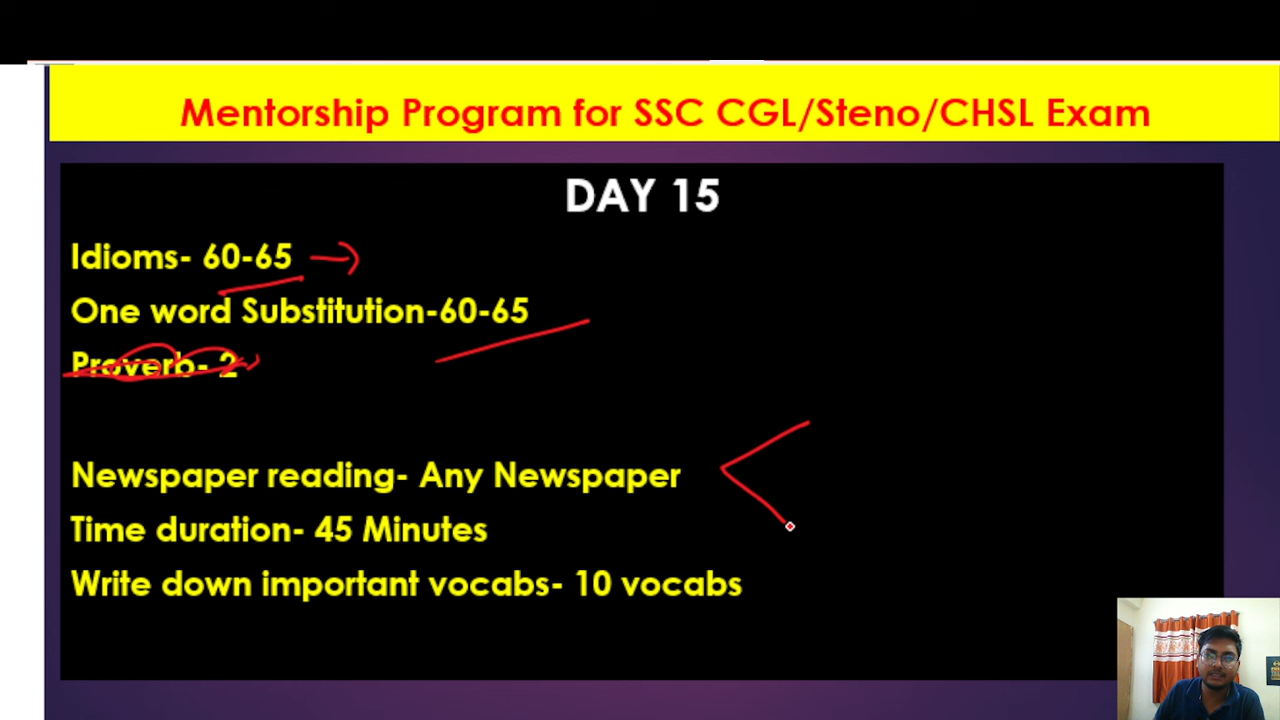 Mentorship Program for SSC CGL/Steno/CHSL Exam
DAY 15
Idioms- 60-65
One word Substitution-60-65
Proverb- 2
Newspaper reading- Any Newspaper
Time duration- 45 Minutes
Write down important vocabs- 10 vocabs